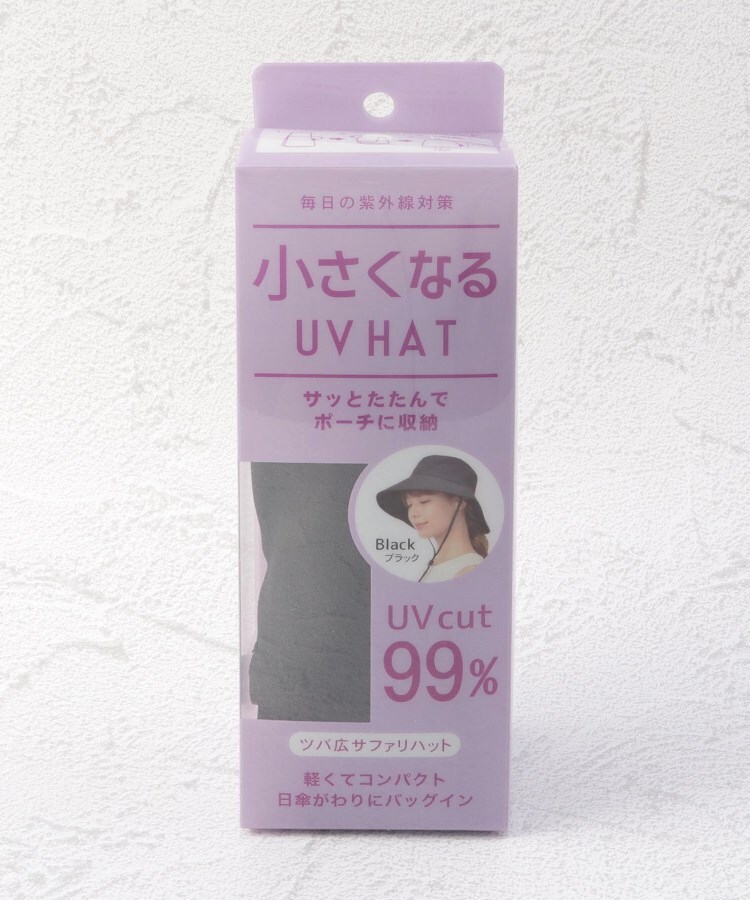 毎日の紫外線対策
小さくなる
UV HAT
サッとたたんで
ポーチに収納
Black
ブラック
UV cut
99%
ツバ広サファリハット
軽くてコンパクト
日傘がわりにバッグイン